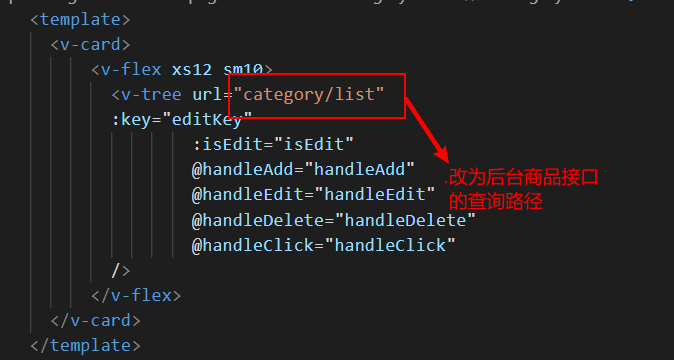 <template>
<v-card>
<v-flex xs12 sm10>
<v-tree url="category/list"
:key="editKey"
:isEdit="isEdit"
@handleAdd="handleAdd"
@handleEdit="handleEdit"
@handleDelete="handleDelete"
@handleClick="handleClick"
/>
</v-flex>
</v-card>
</template>
改为后台商品接口
的查询路径